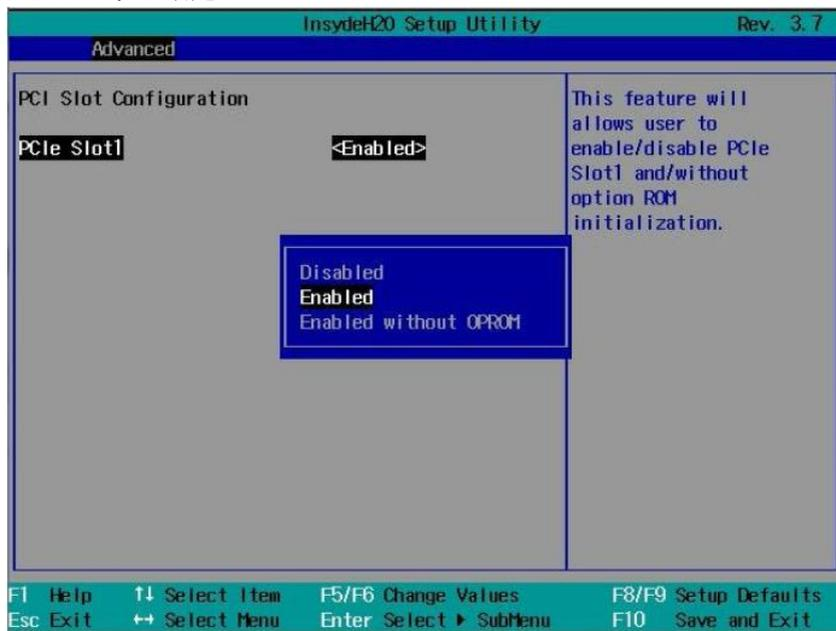 InsydeH20 Setup Utility Rev. 3.7
Advanced
PCI Slot Configuration
PCIe Slot1 <Enabled>
This feature will
allows user to
enable/disable PCIe
Slot1 and/without
option ROM
initialization.
Disabled
Enabled
Enabled without OPROM
F1 Help ↑↓ Select Item F5/F6 Change Values F8/F9 Setup Defaults
Esc Exit ↔ Select Menu Enter Select ▶ SubMenu F10 Save and Exit